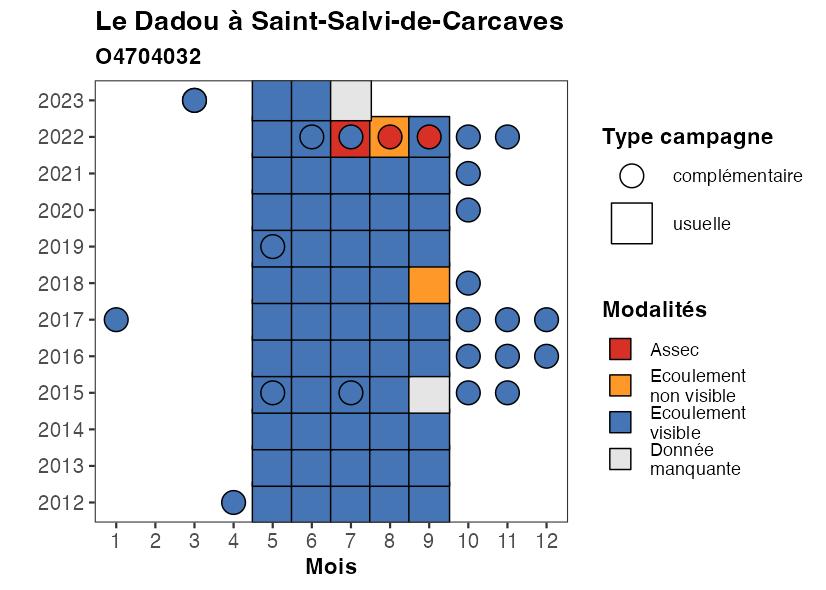 Le Dadou à Saint-Salvi-de-Carcaves
O4704032
2023
2022
2021
2020
2019
2018
2017
2016
2015
2014
2013
2012
1 2 3 4 5 6 7 8 9 10 11 12
Mois
Type campagne
complémentaire
usuelle
Modalités
Assec
Ecoulement
non visible
Ecoulement
visible
Donnée
manquante